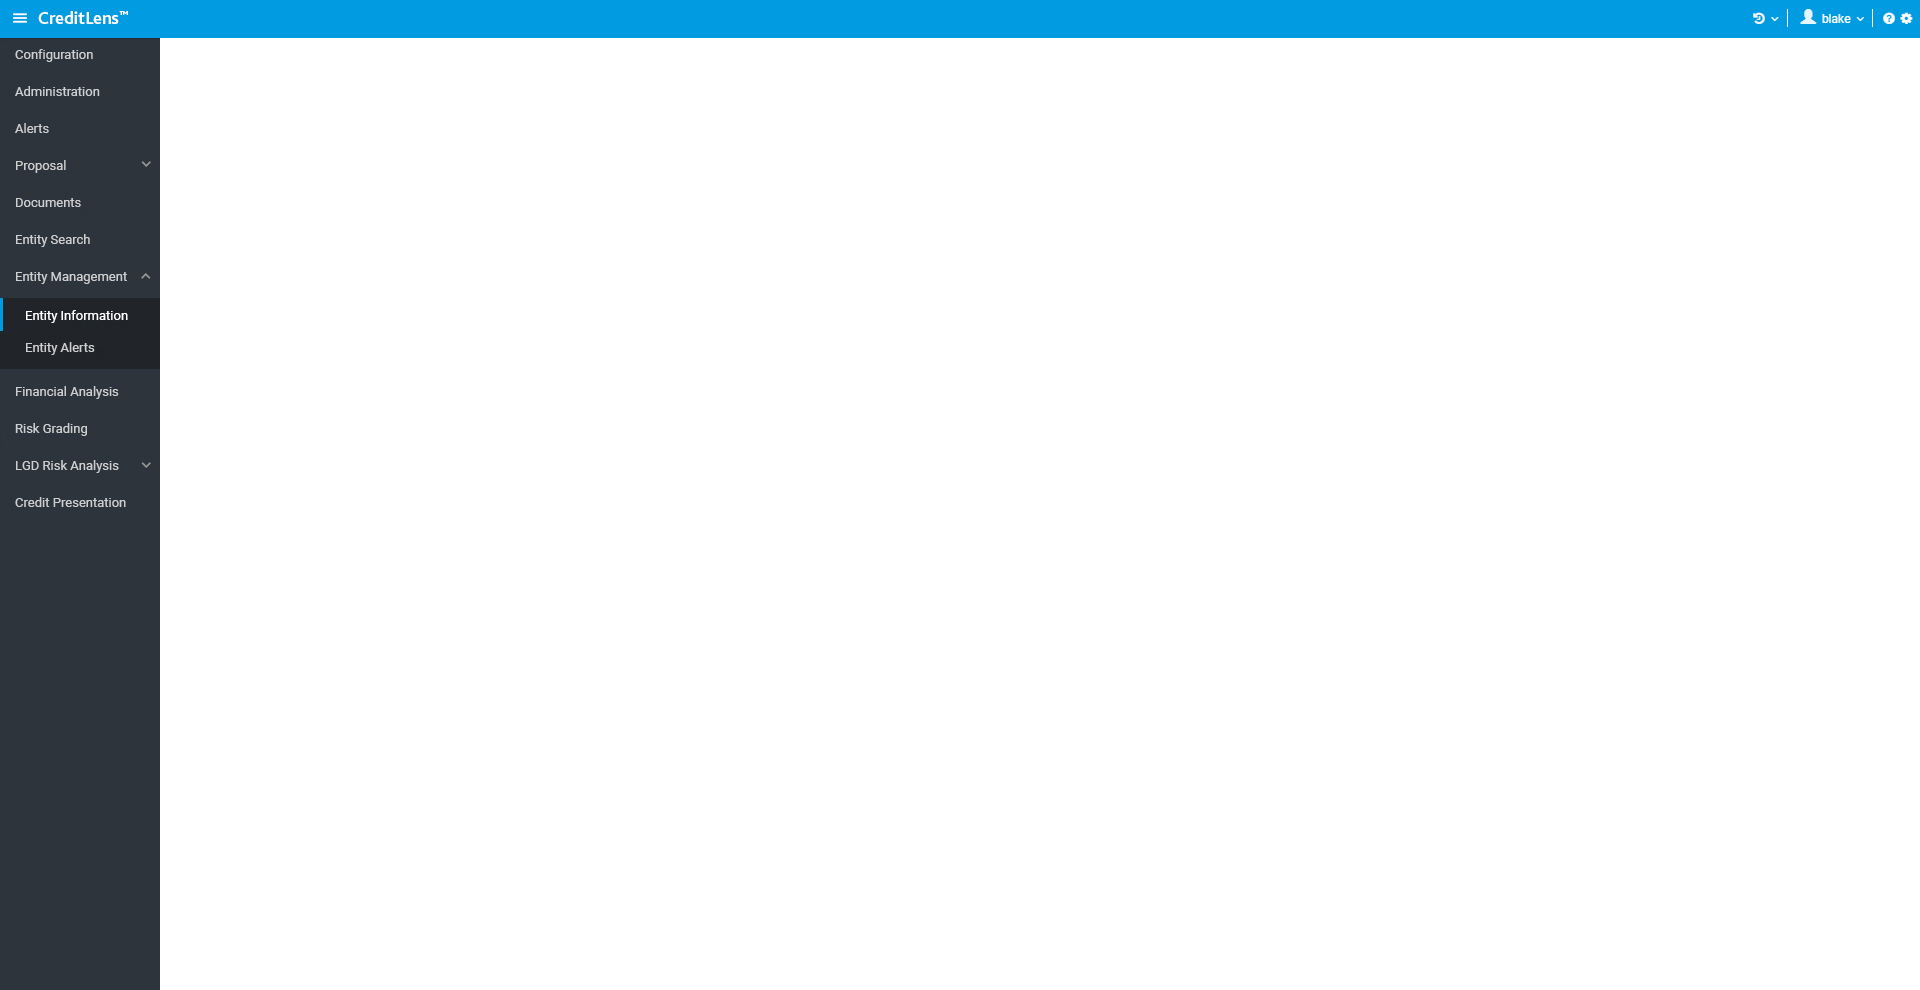 CreditLens™
blake
Configuration
Administration
Alerts
Proposal
Documents
Entity Search
Entity Management
Entity Information
Entity Alerts
Financial Analysis
Risk Grading
LGD Risk Analysis
Credit Presentation